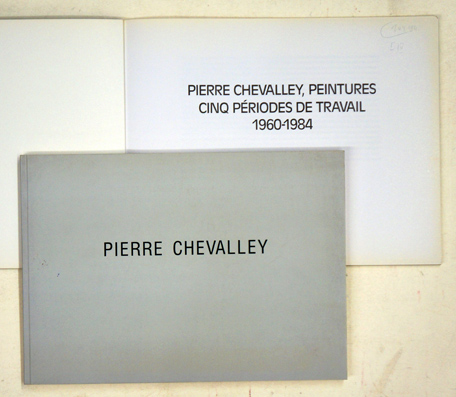 PIERRE CHEVALLEY, PEINTURES
CINQ PÉRIODES DE TRAVAIL
1960-1984
PIERRE CHEVALLEY